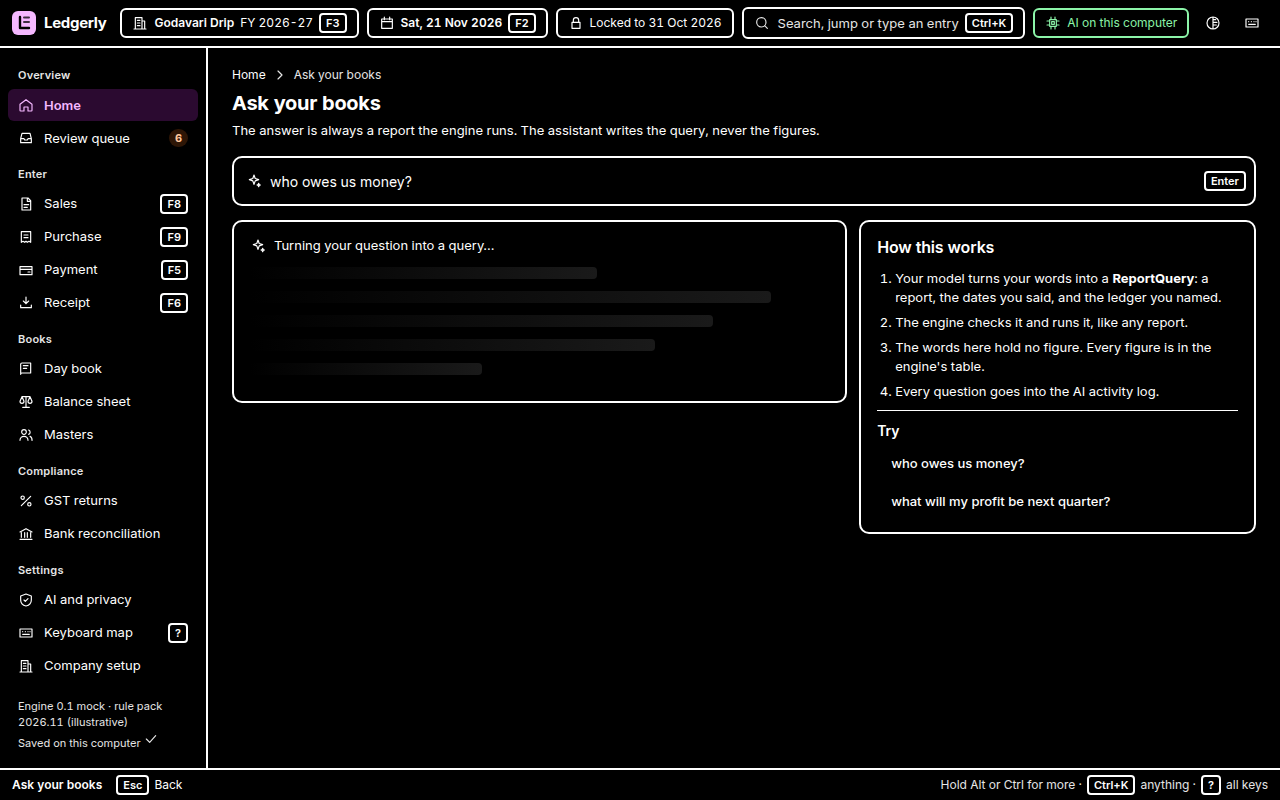 Ledgerly
Godavari Drip FY 2026-27 F3
Sat, 21 Nov 2026 F2
Locked to 31 Oct 2026
Search, jump or type an entry Ctrl+K
AI on this computer
Overview
Home
Review queue 6
Enter
Sales F8
Purchase F9
Payment F5
Receipt F6
Books
Day book
Balance sheet
Masters
Compliance
GST returns
Bank reconciliation
Settings
AI and privacy
Keyboard map ?
Company setup
Engine 0.1 mock · rule pack
2026.11 (illustrative)
Saved on this computer
Home > Ask your books
Ask your books
The answer is always a report the engine runs. The assistant writes the query, never the figures.
who owes us money? Enter
Turning your question into a query...
How this works
1. Your model turns your words into a ReportQuery: a
report, the dates you said, and the ledger you named.
2. The engine checks it and runs it, like any report.
3. The words here hold no figure. Every figure is in the
engine's table.
4. Every question goes into the AI activity log.
Try
who owes us money?
what will my profit be next quarter?
Ask your books Esc Back
Hold Alt or Ctrl for more · Ctrl+K anything · ? all keys